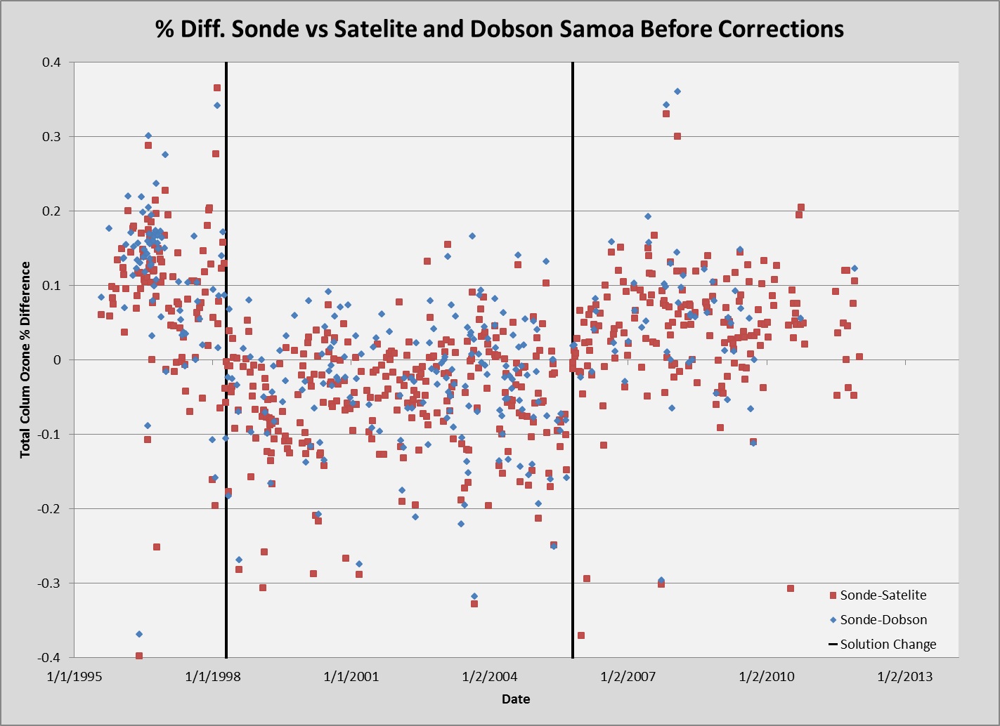 % Diff. Sonde vs Satelite and Dobson Samoa Before Corrections
0.4
0.3
0.2
0.1
0
-0.1
-0.2
-0.3
-0.4
Total Column Ozone % Difference
1/1/1995
1/1/1998
1/1/2001
1/2/2004
1/2/2007
1/2/2010
1/2/2013
Date
Sonde-Satelite
Sonde-Dobson
Solution Change